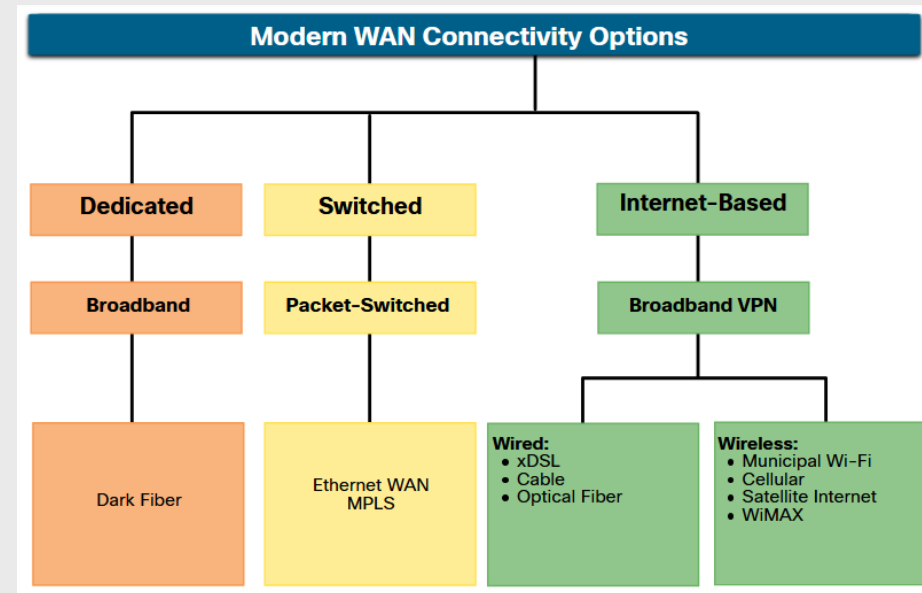 Modern WAN Connectivity Options
Dedicated
Switched
Internet-Based
Broadband
Packet-Switched
Broadband VPN
Dark Fiber
Ethernet WAN
MPLS
Wired:
• xDSL
• Cable
• Optical Fiber
Wireless:
• Municipal Wi-Fi
• Cellular
• Satellite Internet
• WiMAX